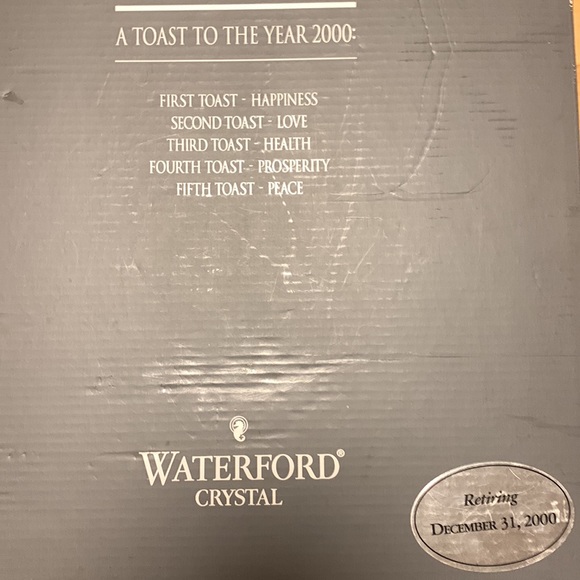 A TOAST TO THE YEAR 2000:
FIRST TOAST - HAPPINESS
SECOND TOAST - LOVE
THIRD TOAST - HEALTH
FOURTH TOAST - PROSPERITY
FIFTH TOAST - PEACE
WATERFORD®
CRYSTAL
Retiring
DECEMBER 31, 2000